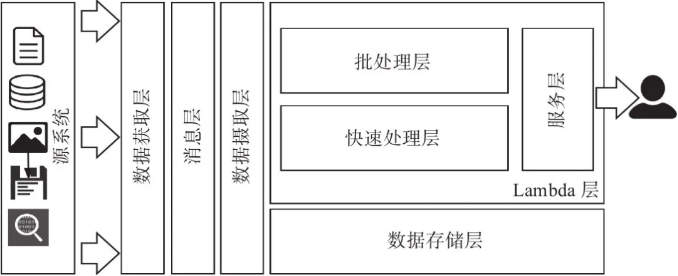 源系统
数据获取层
消息层
数据摄取层
批处理层
快速处理层
服务层
Lambda 层
数据存储层